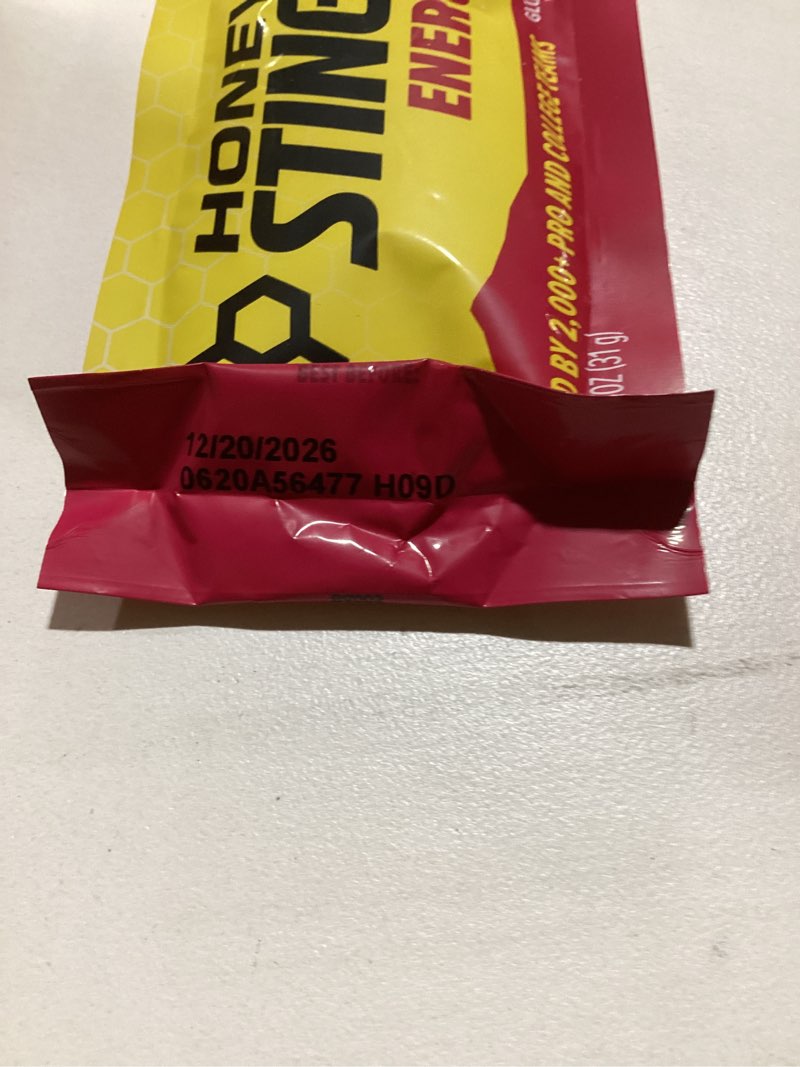 HONEY
STING
ENER
GLU
D BY 2,000+ PRO AND COLLEGE TEAMS
OZ (31 g)
BEST BEFORE:
12/20/2026
0620A56477 H09D